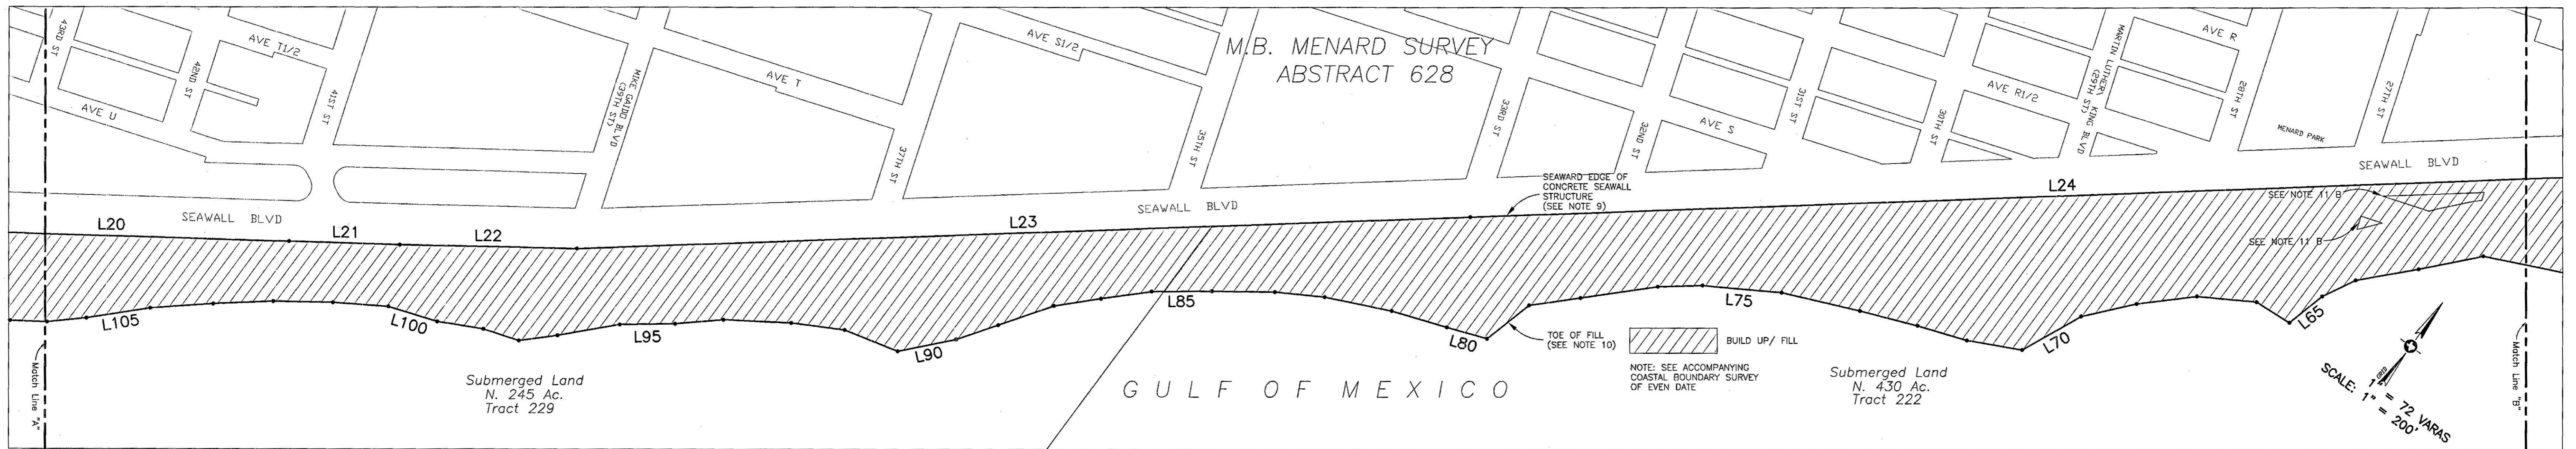 43RD ST
AVE T1/2
42ND ST
AVE U
41ST ST
MIKE GAIDO BLVD
(39TH ST)
AVE T
37TH ST
AVE S1/2
35TH ST
M.B. MENARD SURVEY
ABSTRACT 628
33RD ST
32ND ST
AVE S
31ST ST
30TH ST
AVE R1/2
MARTIN LUTHER KING BLVD
(29TH ST)
AVE R
28TH ST
MENARD PARK
27TH ST
SEAWALL BLVD
SEAWALL BLVD
SEAWALL BLVD
L20
L21
L22
L23
L24
SEAWARD EDGE OF
CONCRETE SEAWALL
STRUCTURE
(SEE NOTE 9)
SEE NOTE 11 B
SEE NOTE 11 B
L105
L100
L95
L90
L85
L80
L75
L70
L65
TOE OF FILL
(SEE NOTE 10)
BUILD UP/ FILL
NOTE: SEE ACCOMPANYING
COASTAL BOUNDARY SURVEY
OF EVEN DATE
Match Line "A"
Submerged Land
N. 245 Ac.
Tract 229
GULF OF MEXICO
Submerged Land
N. 430 Ac.
Tract 222
GRID
SCALE: 1" = 72 VARAS
1" = 200'
Match Line "B"